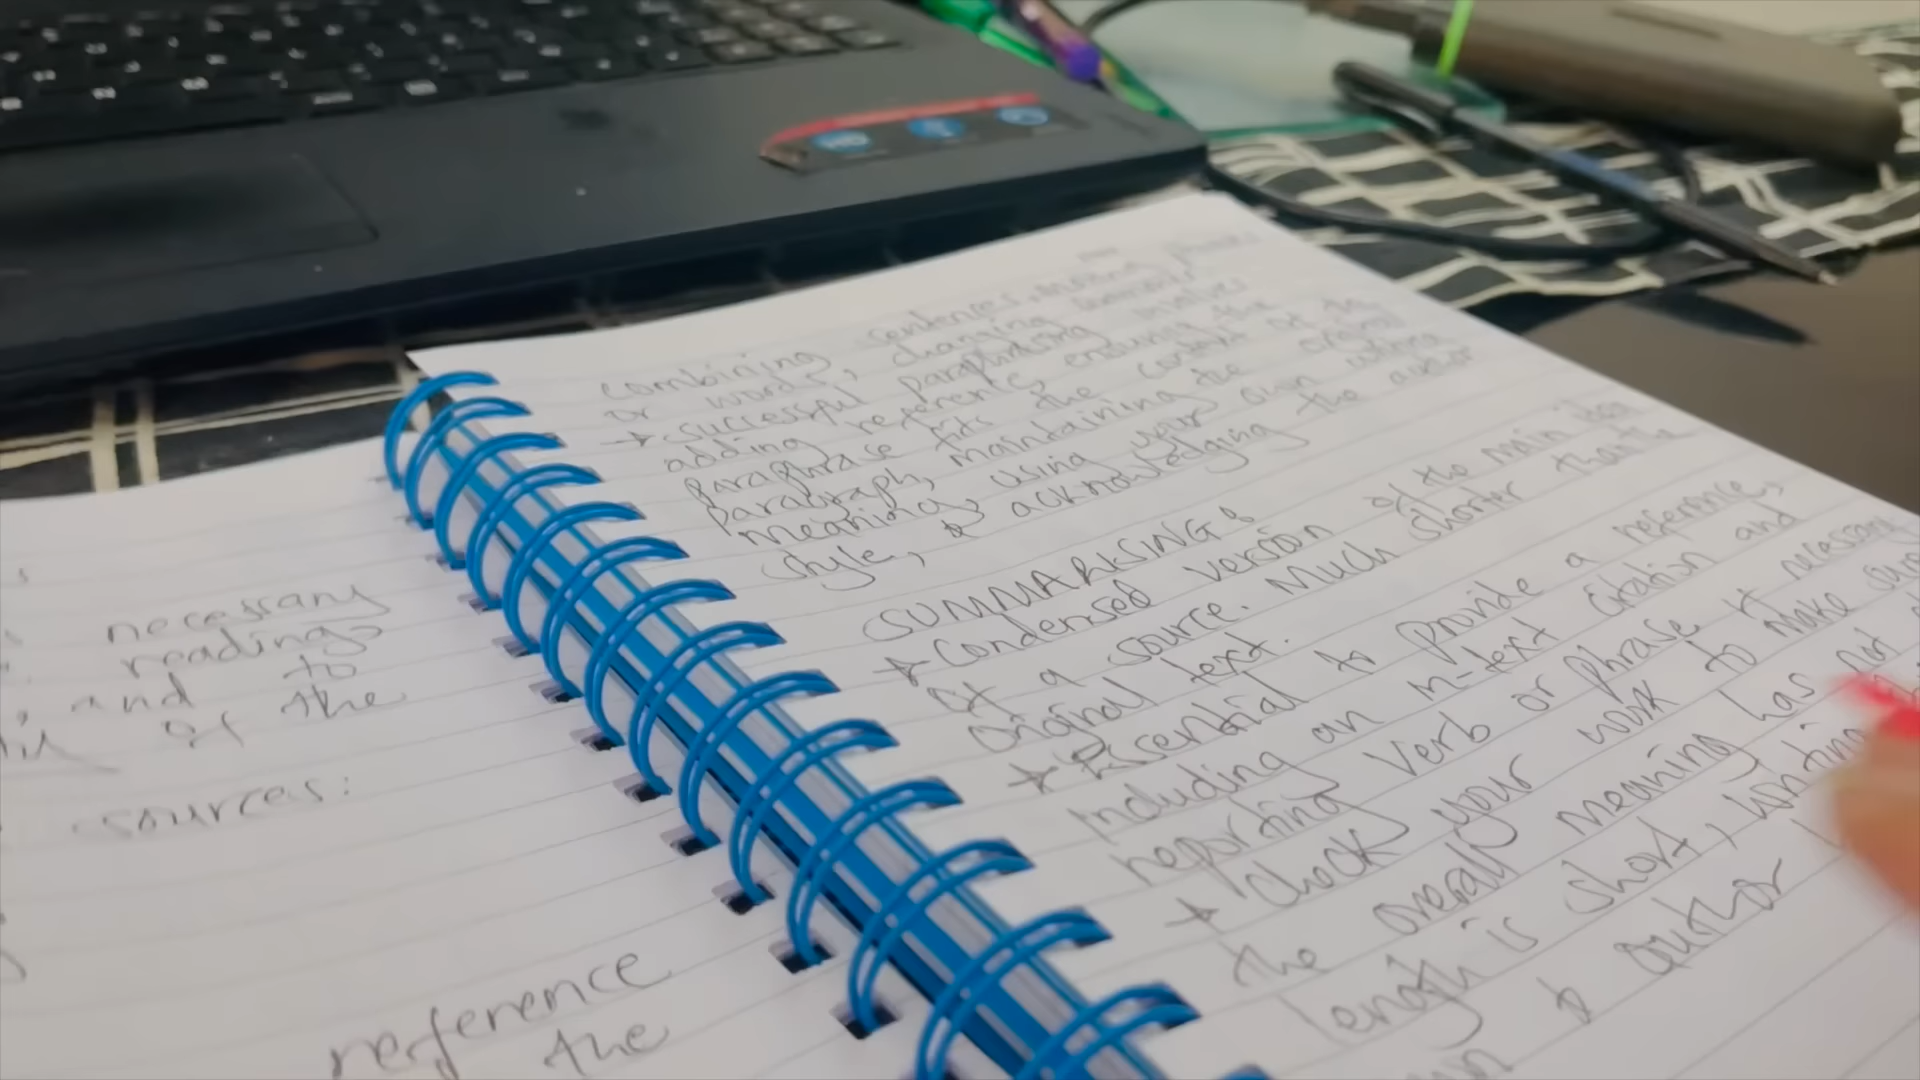 necessary
readings
, and to
of the
sources:
reference
the
combining sentences, moving phrases
or words, changing
→ successful paraphrasing involves
adding reference, ensuring the
paraphrase fits the context of the
paragraph, maintaining the original
meaning, using your own writing
style, & acknowledging the author
SUMMARISING:
★ Condensed version of the main idea
of a source. Much shorter than the
original text.
★ Essential to provide a reference,
including an in-text citation and
reporting verb or phrase if necessary
★ Check your work to make sure
the overall meaning has not
length is short, writing
& author
HD